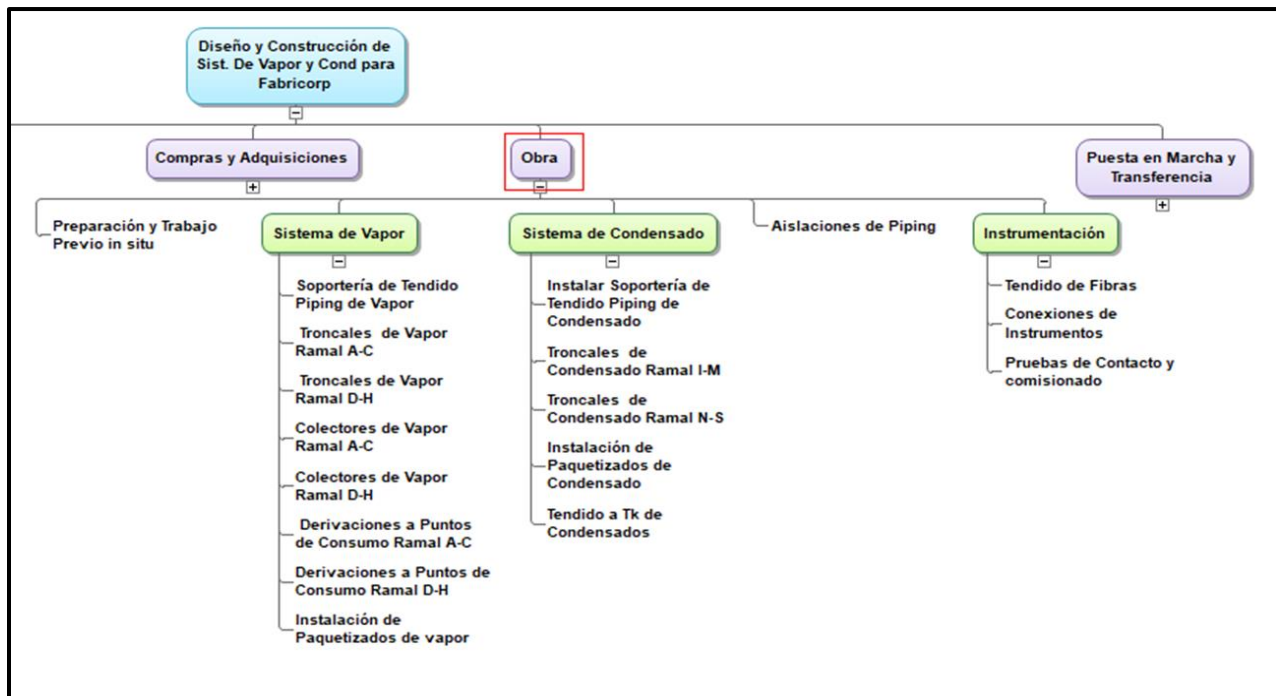 Diseño y Construcción de
Sist. De Vapor y Cond para
Fabricorp
Compras y Adquisiciones
Obra
Puesta en Marcha y
Transferencia
Preparación y Trabajo
Previo in situ
Sistema de Vapor
Soportería de Tendido
Piping de Vapor
Troncales de Vapor
Ramal A-C
Troncales de Vapor
Ramal D-H
Colectores de Vapor
Ramal A-C
Colectores de Vapor
Ramal D-H
Derivaciones a Puntos
de Consumo Ramal A-C
Derivaciones a Puntos de
Consumo Ramal D-H
Instalación de
Paquetizados de vapor
Sistema de Condensado
Instalar Soportería de
Tendido Piping de
Condensado
Troncales de
Condensado Ramal I-M
Troncales de
Condensado Ramal N-S
Instalación de
Paquetizados de
Condensado
Tendido a Tk de
Condensados
Aislaciones de Piping
Instrumentación
Tendido de Fibras
Conexiones de
Instrumentos
Pruebas de Contacto y
comisionado